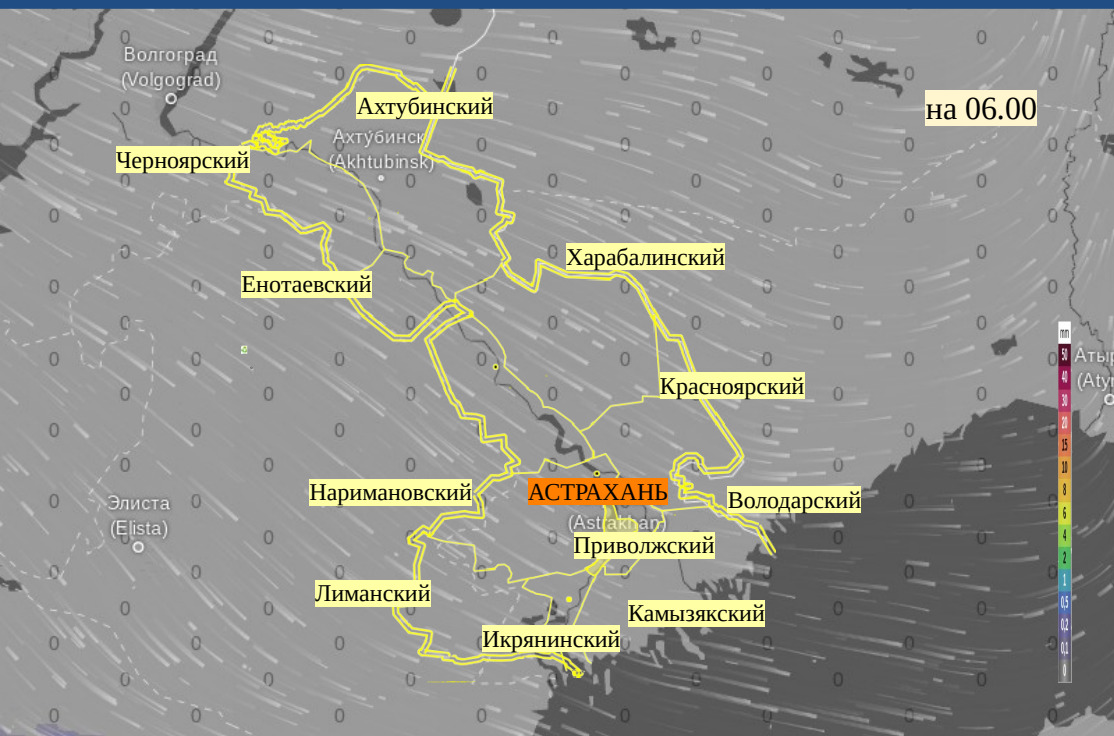 Волгоград
(Volgograd)
Ахтубинский
на 06.00
Ахту́бинск
(Akhtubinsk)
Черноярский
Харабалинский
Енотаевский
mm
50
40
30
20
15
10
8
6
4
2
1
0,5
0,2
0,1
0
Атыр
(Atyr
Красноярский
Наримановский
АСТРАХАНЬ
(Astrakhan)
Володарский
Элиста
(Elista)
Приволжский
Лиманский
Камызякский
Икрянинский